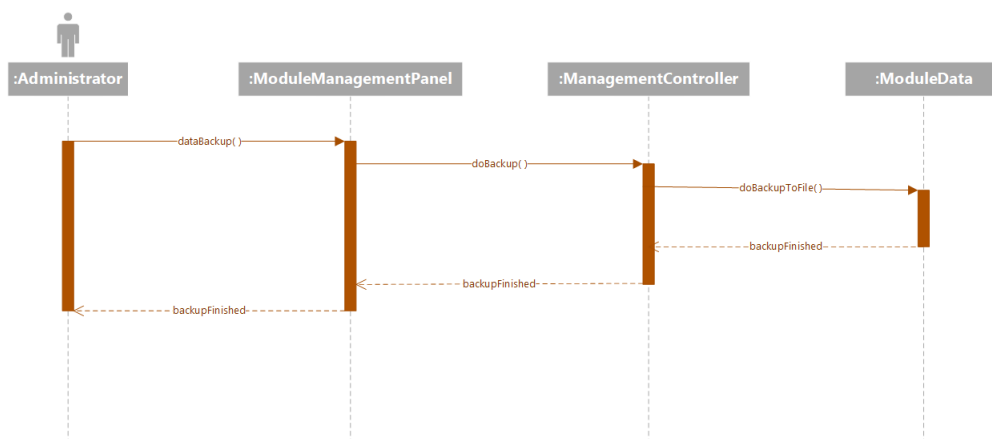 :Administrator
:ModuleManagementPanel
:ManagementController
:ModuleData
dataBackup( )
doBackup( )
doBackupToFile()
backupFinished
backupFinished
backupFinished